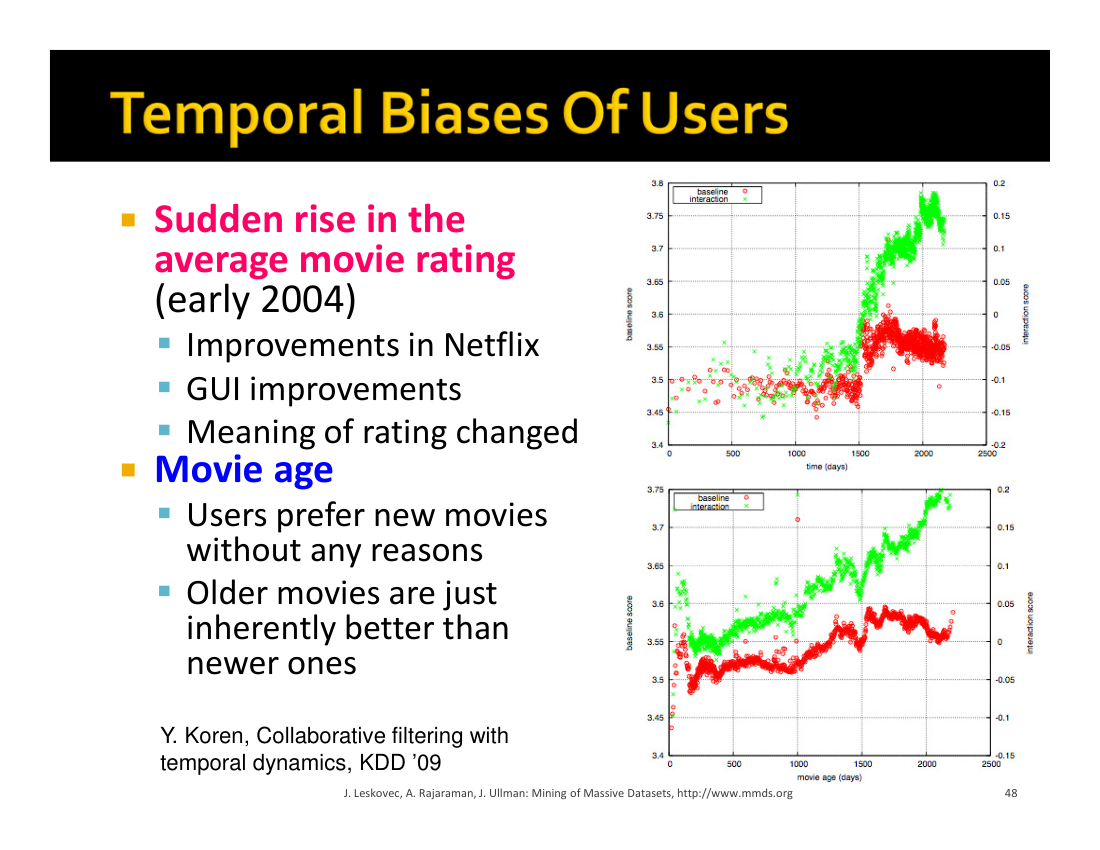 Temporal Biases Of Users
Sudden rise in the
average movie rating
(early 2004)
Improvements in Netflix
GUI improvements
Meaning of rating changed
Movie age
Users prefer new movies
without any reasons
Older movies are just
inherently better than
newer ones
Y. Koren, Collaborative filtering with
temporal dynamics, KDD ’09
baseline
interaction
3.8
3.75
3.7
3.65
3.6
3.55
3.5
3.45
3.4
baseline score
0.2
0.15
0.1
0.05
0
-0.05
-0.1
-0.15
-0.2
interaction score
0 500 1000 1500 2000 2500
time (days)
baseline
interaction
3.75
3.7
3.65
3.6
3.55
3.5
3.45
3.4
baseline score
0.2
0.15
0.1
0.05
0
-0.05
-0.1
-0.15
interaction score
0 500 1000 1500 2000 2500
movie age (days)
J. Leskovec, A. Rajaraman, J. Ullman: Mining of Massive Datasets, http://www.mmds.org
48